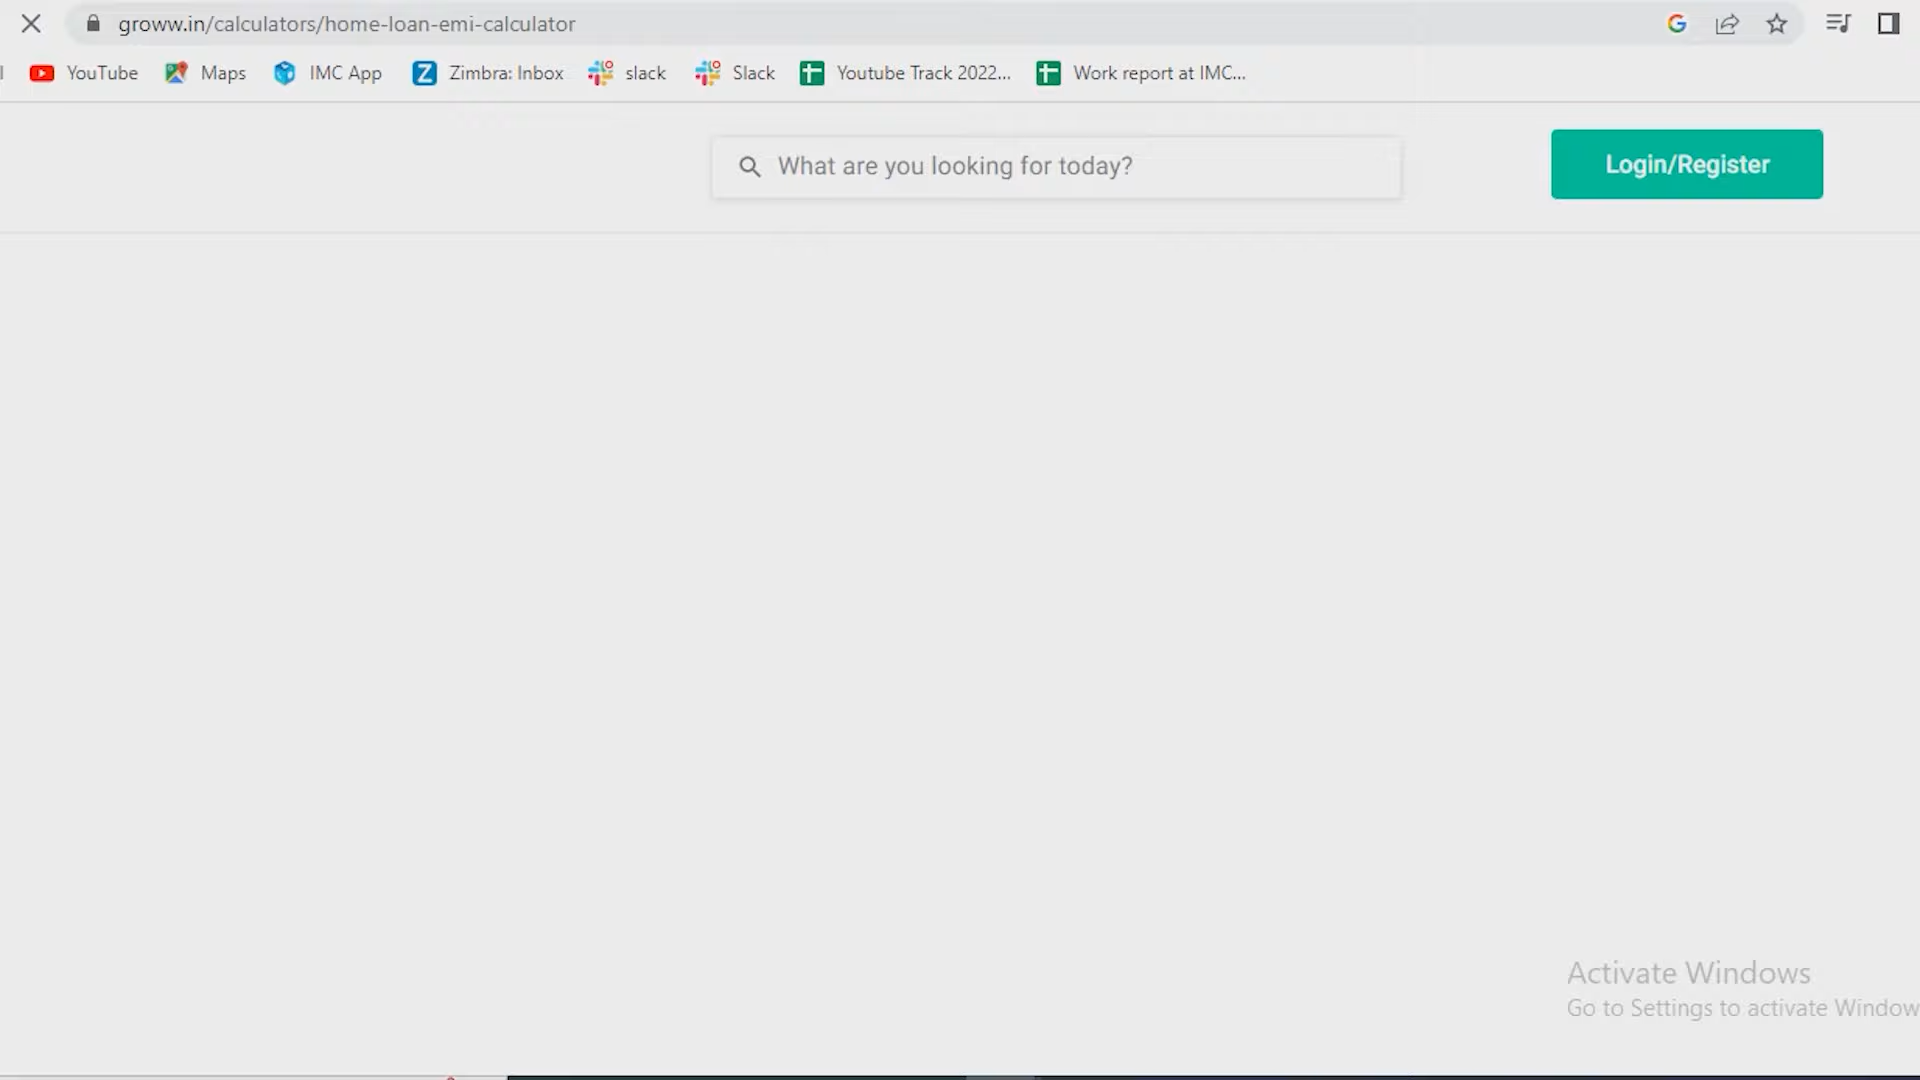 groww.in/calculators/home-loan-emi-calculator
YouTube Maps IMC App Zimbra: Inbox slack Slack Youtube Track 2022... Work report at IMC...
What are you looking for today?
Login/Register
Activate Windows
Go to Settings to activate Window